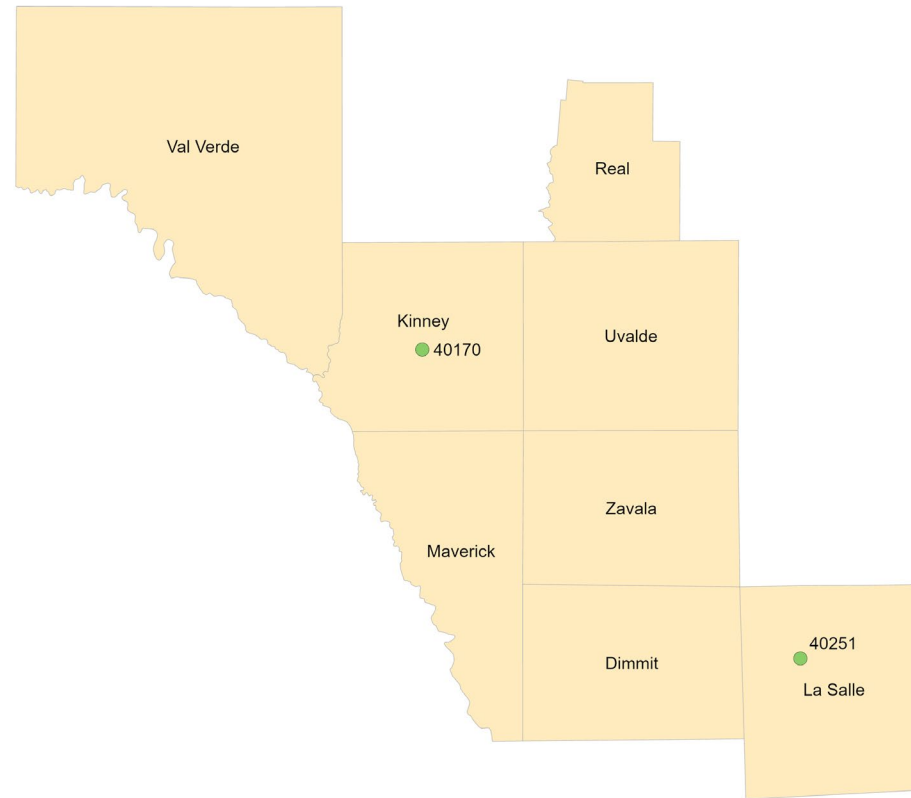 Val Verde
Real
Kinney
40170
Uvalde
Zavala
Maverick
40251
Dimmit
La Salle